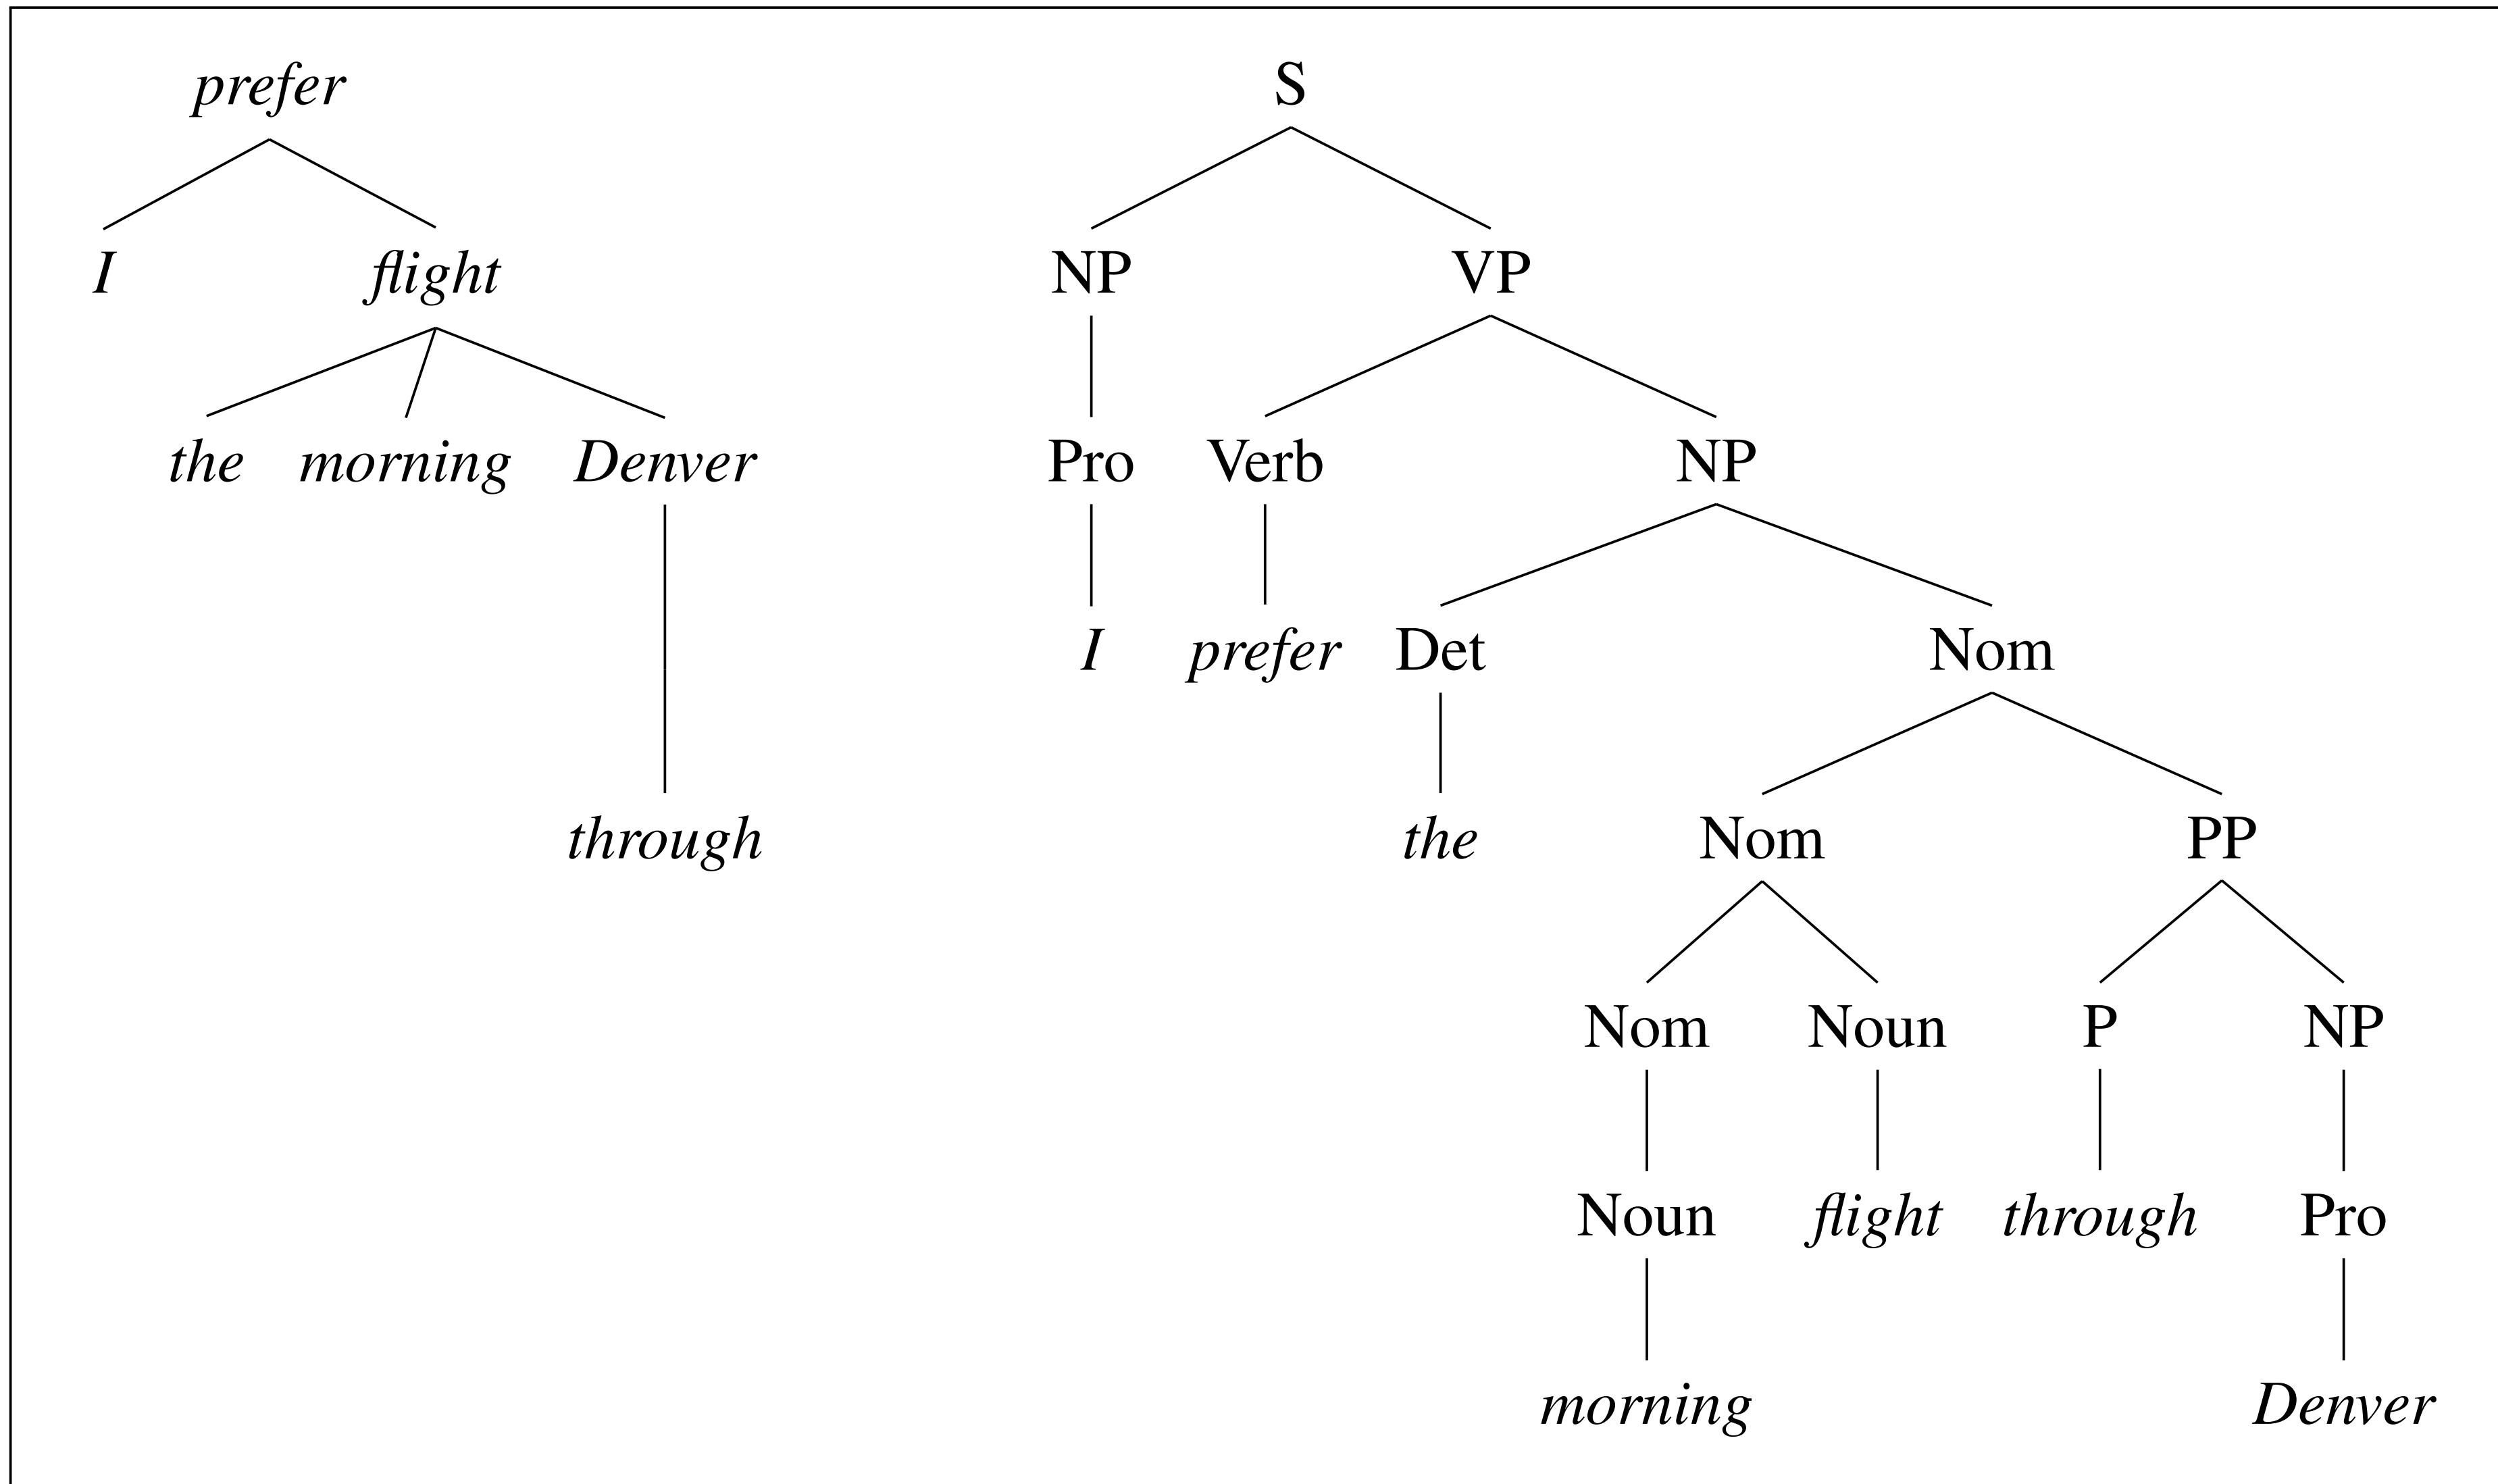 prefer S
I flight NP VP
the morning Denver Pro Verb NP
I prefer Det Nom
through the Nom PP
Nom Noun P NP
Noun flight through Pro
morning Denver